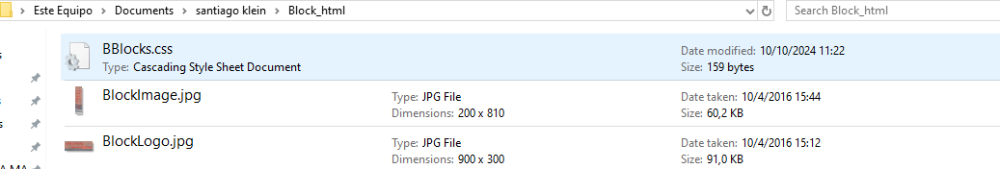 Este Equipo > Documents > santiago klein > Block_html
Search Block_html
BBlocks.css
Date modified: 10/10/2024 11:22
Type: Cascading Style Sheet Document
Size: 159 bytes
BlockImage.jpg
Type: JPG File
Date taken: 10/4/2016 15:44
Dimensions: 200 x 810
Size: 60,2 KB
BlockLogo.jpg
Type: JPG File
Date taken: 10/4/2016 15:12
Dimensions: 900 x 300
Size: 91,0 KB